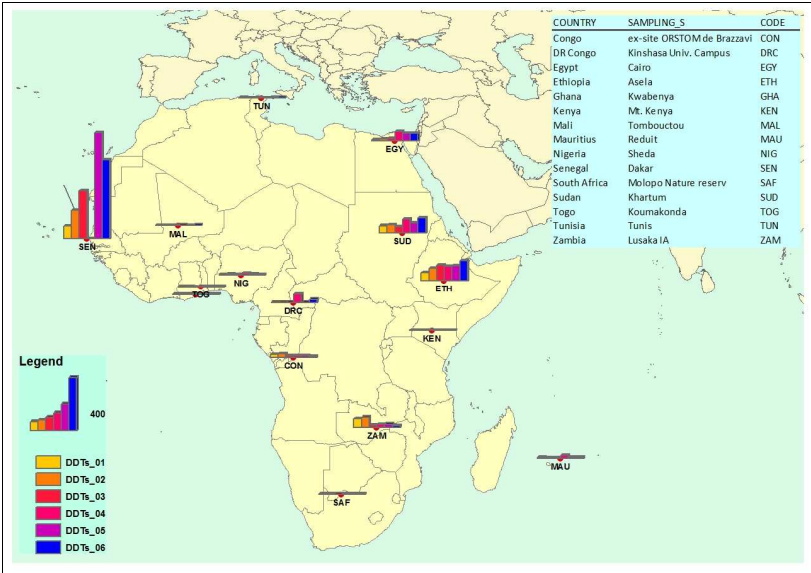 COUNTRY SAMPLING_S CODE
Congo ex-site ORSTOM de Brazzavi CON
DR Congo Kinshasa Univ. Campus DRC
Egypt Cairo EGY
Ethiopia Asela ETH
Ghana Kwabenya GHA
Kenya Mt. Kenya KEN
Mali Tombouctou MAL
Mauritius Reduit MAU
Nigeria Sheda NIG
Senegal Dakar SEN
South Africa Molopo Nature reserv SAF
Sudan Khartum SUD
Togo Koumakonda TOG
Tunisia Tunis TUN
Zambia Lusaka IA ZAM
TUN
EGY
MAL
SUD
SEN
NIG
ETH
TOG
DRC
KEN
CON
ZAM
MAU
SAF
Legend
400
DDTs_01
DDTs_02
DDTs_03
DDTs_04
DDTs_05
DDTs_06